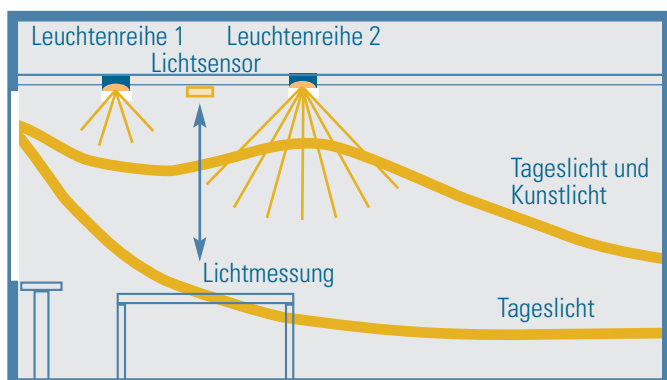 Leuchtenreihe 1
Leuchtenreihe 2
Lichtsensor
Tageslicht und
Kunstlicht
Lichtmessung
Tageslicht